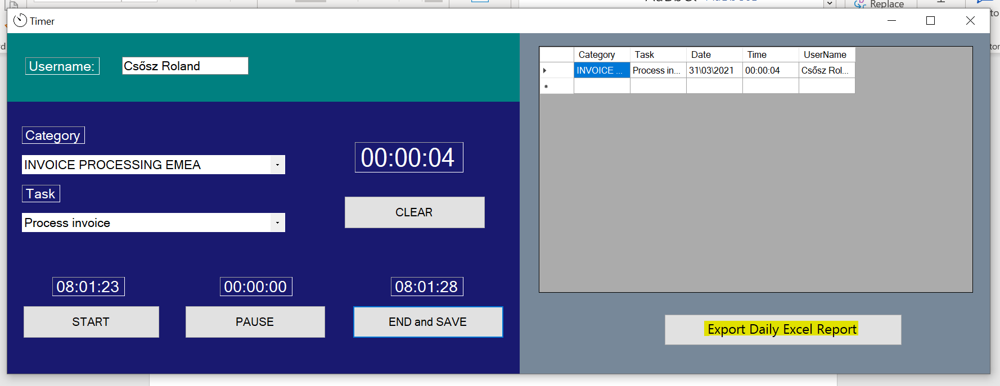 Replace
Timer
Username: Csősz Roland
Category
INVOICE PROCESSING EMEA
Task
Process invoice
00:00:04
CLEAR
08:01:23 00:00:00 08:01:28
START PAUSE END and SAVE
Category Task Date Time UserName
INVOICE ... Process in... 31\03\2021 00:00:04 Csősz Rol...
Export Daily Excel Report